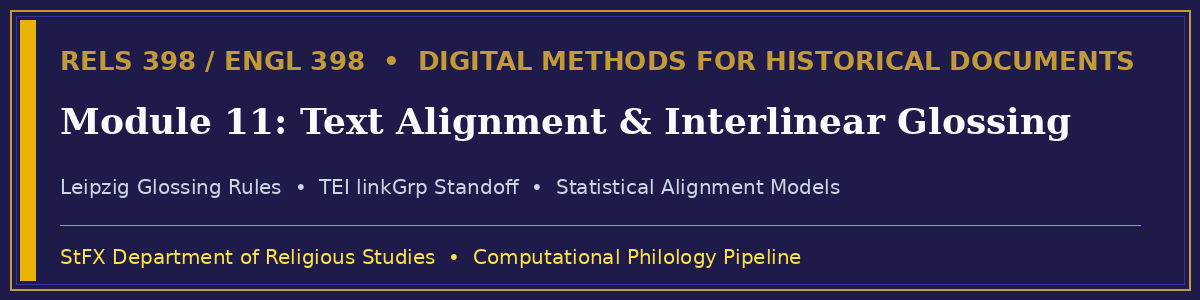 RELS 398 / ENGL 398 • DIGITAL METHODS FOR HISTORICAL DOCUMENTS
Module 11: Text Alignment & Interlinear Glossing
Leipzig Glossing Rules • TEI linkGrp Standoff • Statistical Alignment Models
StFX Department of Religious Studies • Computational Philology Pipeline